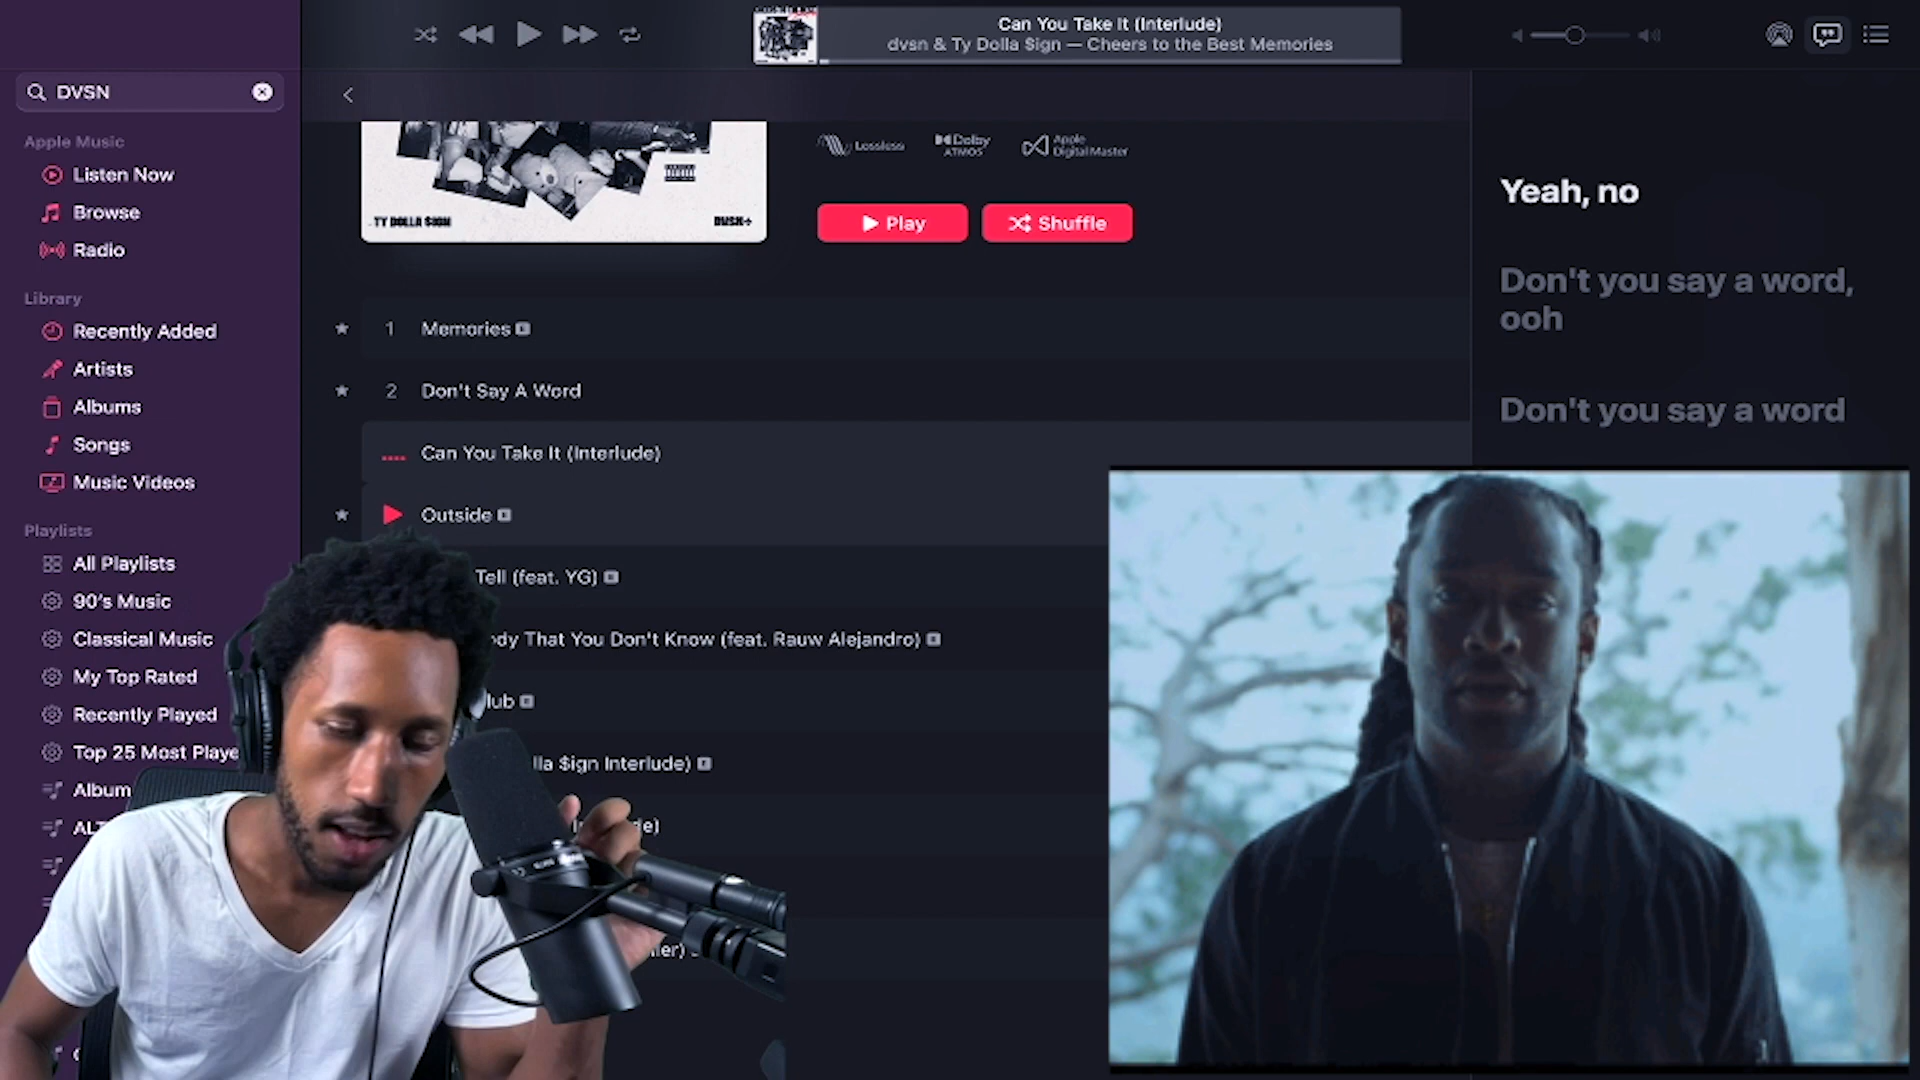 Can You Take It (Interlude)
dvsn & Ty Dolla $ign — Cheers to the Best Memories
DVSN
Apple Music
Listen Now
Browse
Radio
Library
Recently Added
Artists
Albums
Songs
Music Videos
Playlists
All Playlists
90's Music
Classical Music
My Top Rated
Recently Played
Top 25 Most Playe
Album
TY DOLLA $IGN
DVSN
Lossless
Dolby
ATMOS
Apple
Digital Master
Play
Shuffle
1 Memories
2 Don't Say A Word
Can You Take It (Interlude)
Outside
Tell (feat. YG)
dy That You Don't Know (feat. Rauw Alejandro)
lub
lla $ign Interlude)
de)
Yeah, no
Don't you say a word,
ooh
Don't you say a word